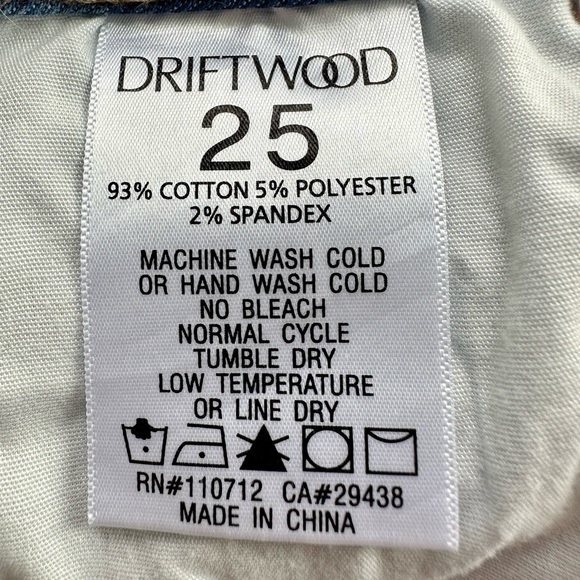 DRIFTWOOD
25
93% COTTON 5% POLYESTER
2% SPANDEX
MACHINE WASH COLD
OR HAND WASH COLD
NO BLEACH
NORMAL CYCLE
TUMBLE DRY
LOW TEMPERATURE
OR LINE DRY
RN#110712 CA#29438
MADE IN CHINA